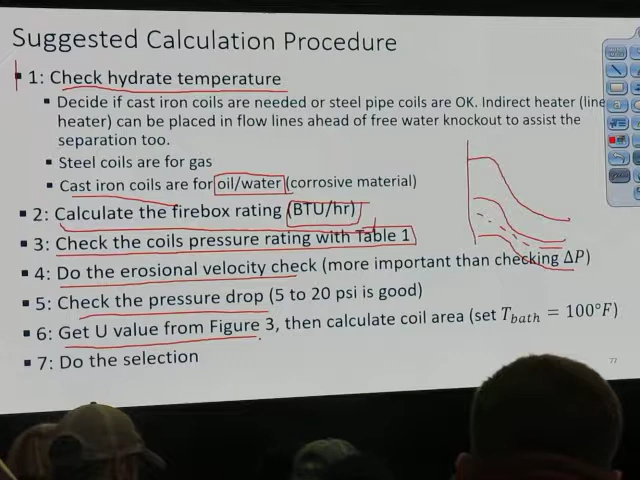 Suggested Calculation Procedure
▪ 1: Check hydrate temperature
▪ Decide if cast iron coils are needed or steel pipe coils are OK. Indirect heater (line
heater) can be placed in flow lines ahead of free water knockout to assist the
separation too.
▪ Steel coils are for gas
▪ Cast iron coils are for oil/water (corrosive material)
▪ 2: Calculate the firebox rating (BTU/hr)
▪ 3: Check the coils pressure rating with Table 1
▪ 4: Do the erosional velocity check (more important than checking ΔP)
▪ 5: Check the pressure drop (5 to 20 psi is good)
▪ 6: Get U value from Figure 3, then calculate coil area (set T_bath = 100°F)
▪ 7: Do the selection
77